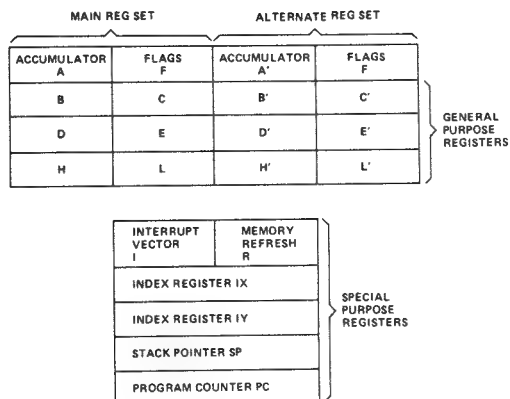 MAIN REG SET
ALTERNATE REG SET
ACCUMULATOR
A
FLAGS
F
ACCUMULATOR
A'
FLAGS
F
B
C
B'
C'
D
E
D'
E'
H
L
H'
L'
GENERAL
PURPOSE
REGISTERS
INTERRUPT
VECTOR
I
MEMORY
REFRESH
R
INDEX REGISTER IX
INDEX REGISTER IY
STACK POINTER SP
PROGRAM COUNTER PC
SPECIAL
PURPOSE
REGISTERS